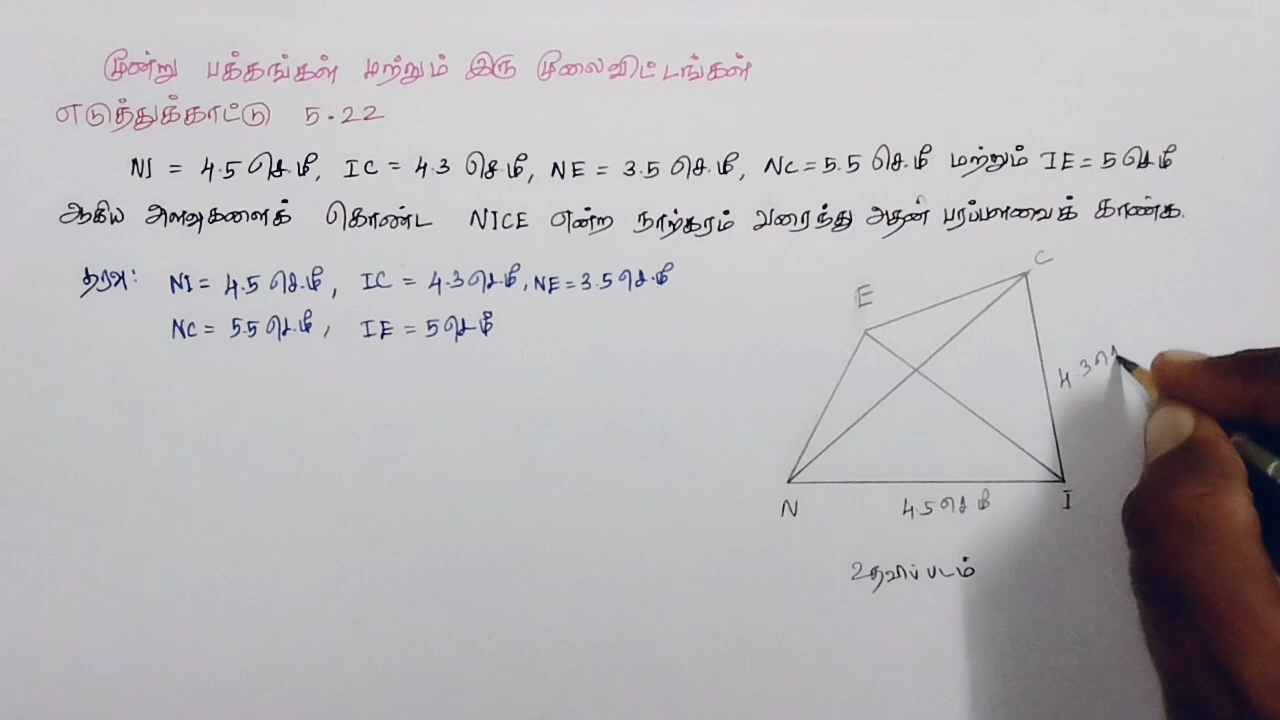 மூன்று பக்கங்கள் மற்றும் இரு மூலைவிட்டங்கள்
எடுத்துக்காட்டு 5.22
NI = 4.5 செ.மீ, IC = 4.3 செ.மீ, NE = 3.5 செ.மீ, NC = 5.5 செ.மீ மற்றும் IE = 5 செ.மீ
ஆகிய அளவுகளைக் கொண்ட NICE என்ற நாற்கரம் வரைந்து அதன் பரப்பளவைக் காண்க.
தரவு: NI = 4.5 செ.மீ, IC = 4.3 செ.மீ, NE = 3.5 செ.மீ
NC = 5.5 செ.மீ, IE = 5 செ.மீ
C
E
4.3
N
4.5 செ மீ
I
உதவிப்படம்